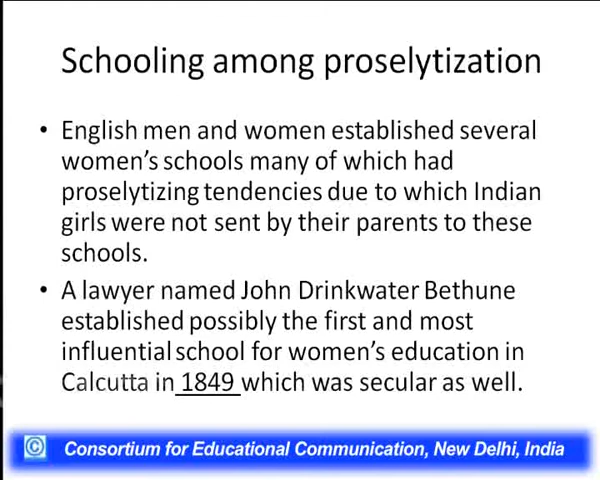 Schooling among proselytization
• English men and women established several
women's schools many of which had
proselytizing tendencies due to which Indian
girls were not sent by their parents to these
schools.
• A lawyer named John Drinkwater Bethune
established possibly the first and most
influential school for women's education in
Calcutta in 1849 which was secular as well.
© Consortium for Educational Communication, New Delhi, India